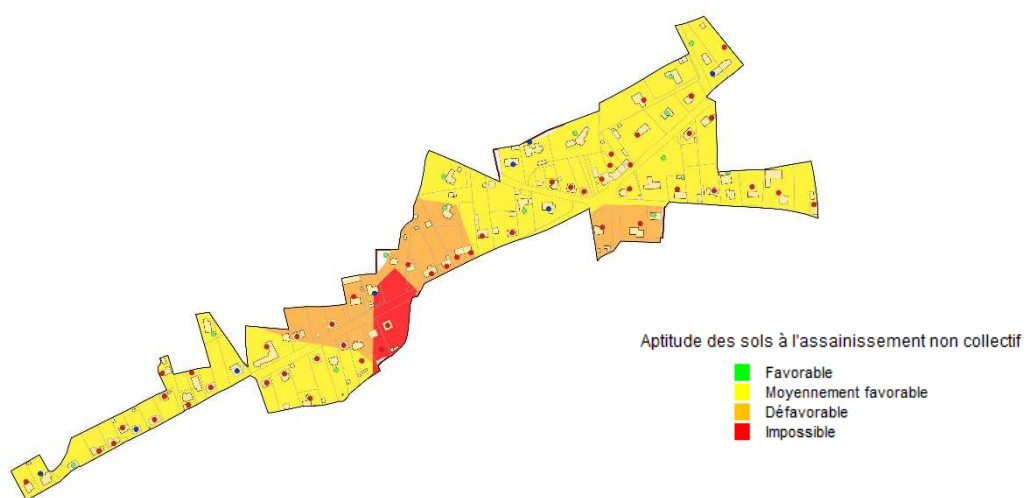 Aptitude des sols à l'assainissement non collectif
Favorable
Moyennement favorable
Défavorable
Impossible